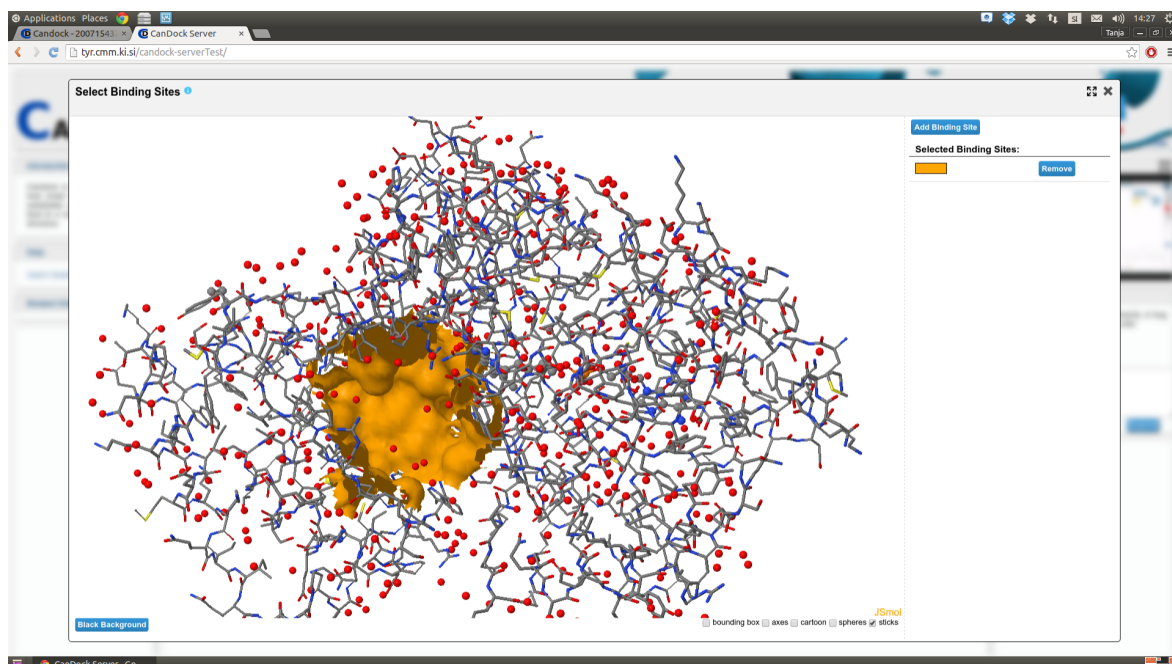 Applications Places
sl
14:27
Candock - 20071543
CanDock Server
Tanja
tyr.cmm.ki.si/candock-serverTest/
Select Binding Sites
Add Binding Site
Selected Binding Sites:
Remove
JSmol
Black Background
bounding box axes cartoon spheres sticks
CanDock Server - Go